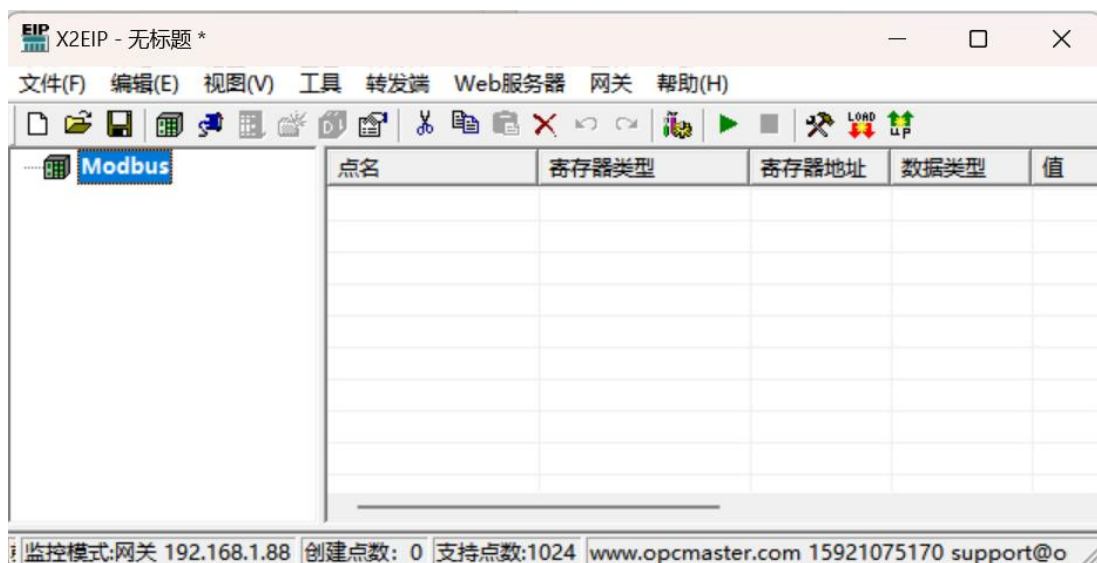 EIP X2EIP - 无标题 *
文件(F) 编辑(E) 视图(V) 工具 转发端 Web服务器 网关 帮助(H)
LOAD UP
Modbus 点名 寄存器类型 寄存器地址 数据类型 值
监控模式:网关 192.168.1.88 创建点数: 0 支持点数:1024 www.opcmaster.com 15921075170 support@o